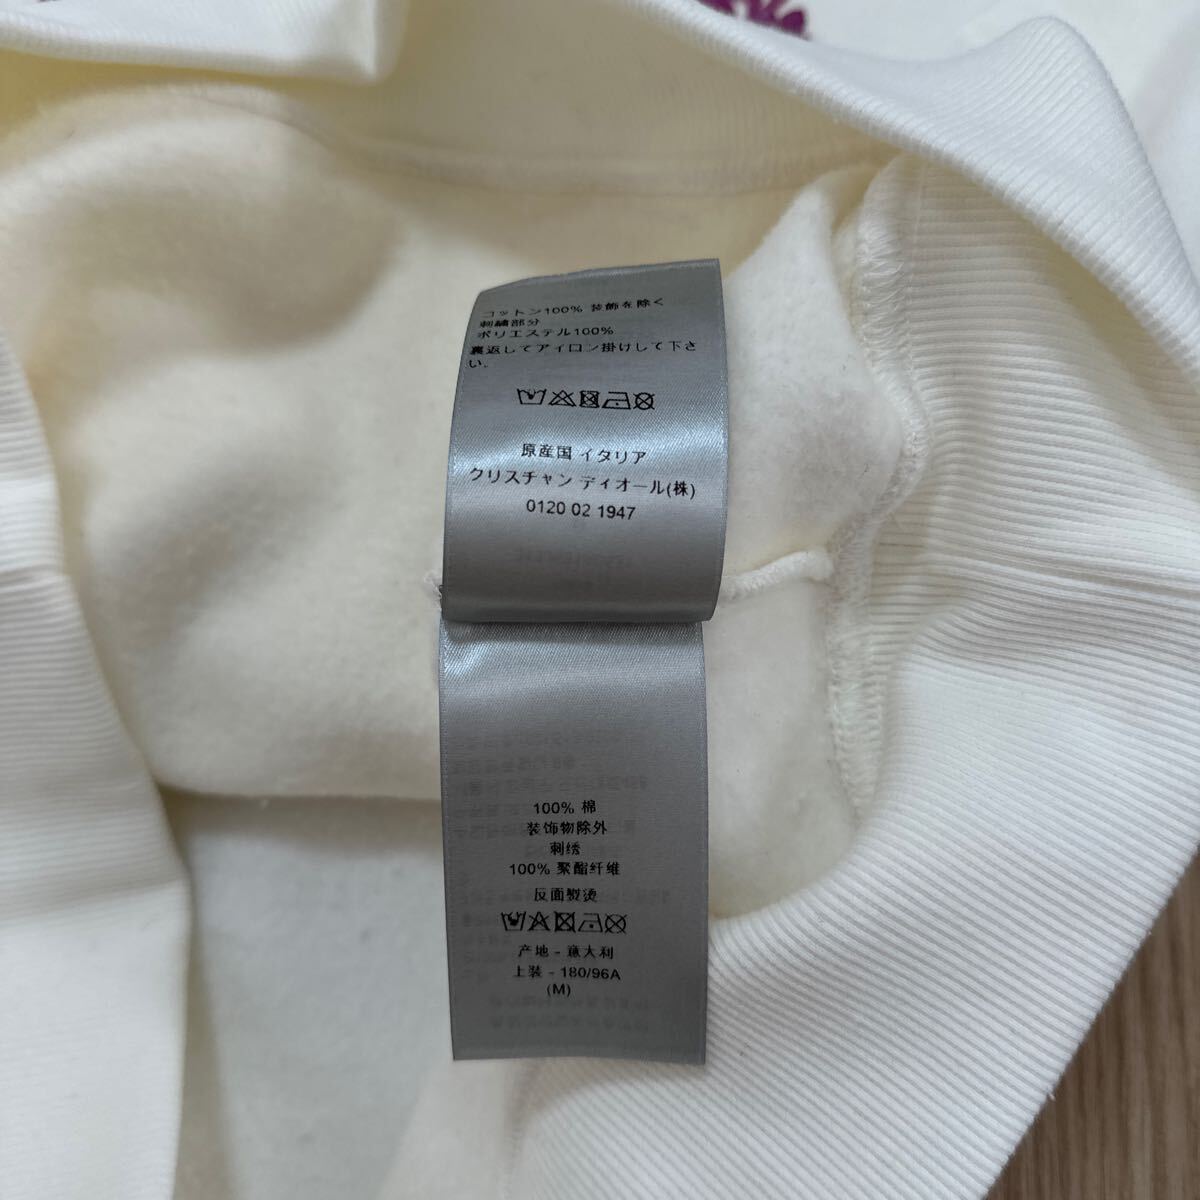 コットン100% 装飾を除く
刺繍部分
ポリエステル100%
裏返してアイロン掛けして下さ
い。
原産国 イタリア
クリスチャン ディオール(株)
0120 02 1947
100% 棉
装饰物除外
刺绣
100% 聚酯纤维
反面熨烫
产地 - 意大利
上装 - 180/96A
(M)